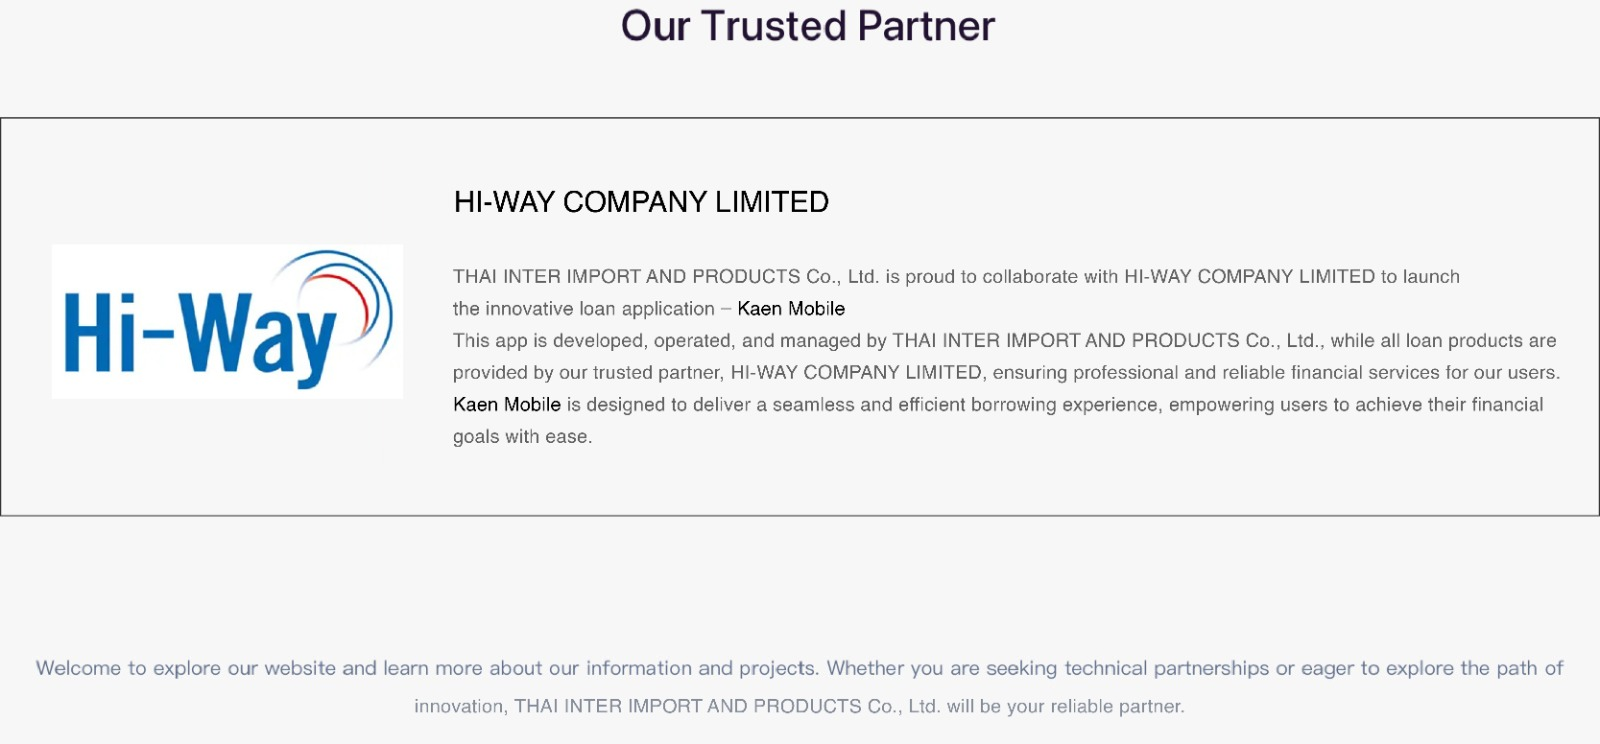 Our Trusted Partner
Hi-Way
HI-WAY COMPANY LIMITED
THAI INTER IMPORT AND PRODUCTS Co., Ltd. is proud to collaborate with HI-WAY COMPANY LIMITED to launch
the innovative loan application – Kaen Mobile
This app is developed, operated, and managed by THAI INTER IMPORT AND PRODUCTS Co., Ltd., while all loan products are
provided by our trusted partner, HI-WAY COMPANY LIMITED, ensuring professional and reliable financial services for our users.
Kaen Mobile is designed to deliver a seamless and efficient borrowing experience, empowering users to achieve their financial
goals with ease.
Welcome to explore our website and learn more about our information and projects. Whether you are seeking technical partnerships or eager to explore the path of
innovation, THAI INTER IMPORT AND PRODUCTS Co., Ltd. will be your reliable partner.